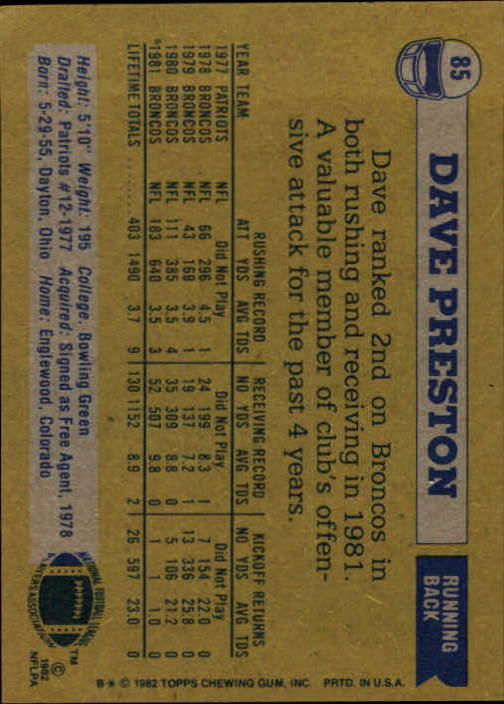 85
DAVE PRESTON
RUNNING
BACK
Dave ranked 2nd on Broncos in
both rushing and receiving in 1981.
A valuable member of club's offen-
sive attack for the past 4 years.
RUSHING RECORD RECEIVING RECORD KICKOFF RETURNS
YEAR TEAM ATT YDS AVG TDS NO YDS AVG TDS NO YDS AVG TDS
1977 PATRIOTS NFL Did Not Play Did Not Play Did Not Play
1978 BRONCOS NFL 66 296 4.5 1 24 199 8.3 1 7 154 22.0 0
1979 BRONCOS NFL 43 169 3.9 1 19 137 7.2 1 13 336 25.8 0
1980 BRONCOS NFL 111 385 3.5 4 35 309 8.8 0 5 106 21.2 0
*1981 BRONCOS NFL 183 640 3.5 3 52 507 9.8 0 1 1 1.0 0
LIFETIME TOTALS ........ 403 1490 3.7 9 130 1152 8.9 2 26 597 23.0 0
Height: 5'10" Weight: 195 College: Bowling Green
Drafted: Patriots #12-1977 Acquired: Signed as Free Agent, 1978
Born: 5-29-55, Dayton, Ohio Home: Englewood, Colorado
NATIONAL FOOTBALL LEAGUE
PLAYERS ASSOCIATION
TM
©
1982
NFLPA
B-* © 1982 TOPPS CHEWING GUM, INC. PRTD. IN U.S.A.